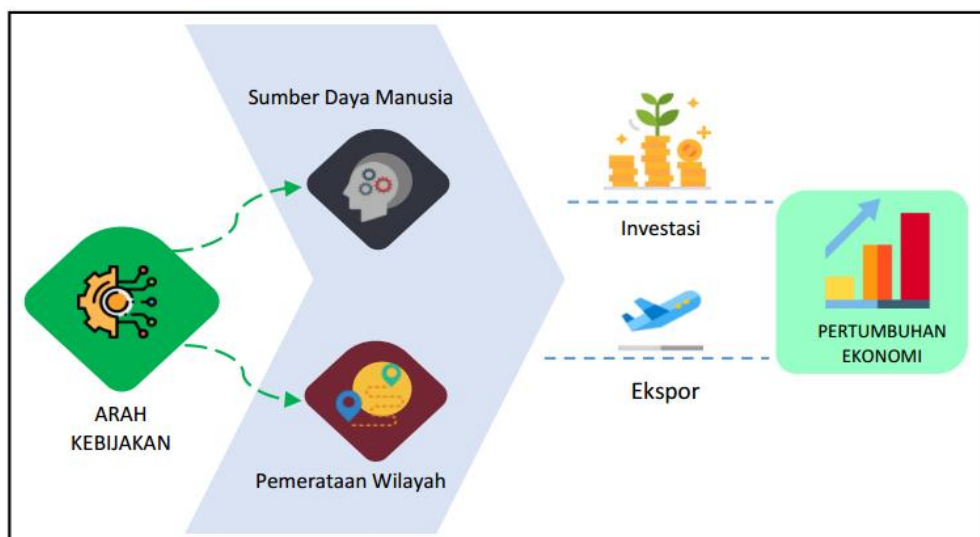 Sumber Daya Manusia
ARAH
KEBIJAKAN
Pemerataan Wilayah
Investasi
Ekspor
PERTUMBUHAN
EKONOMI